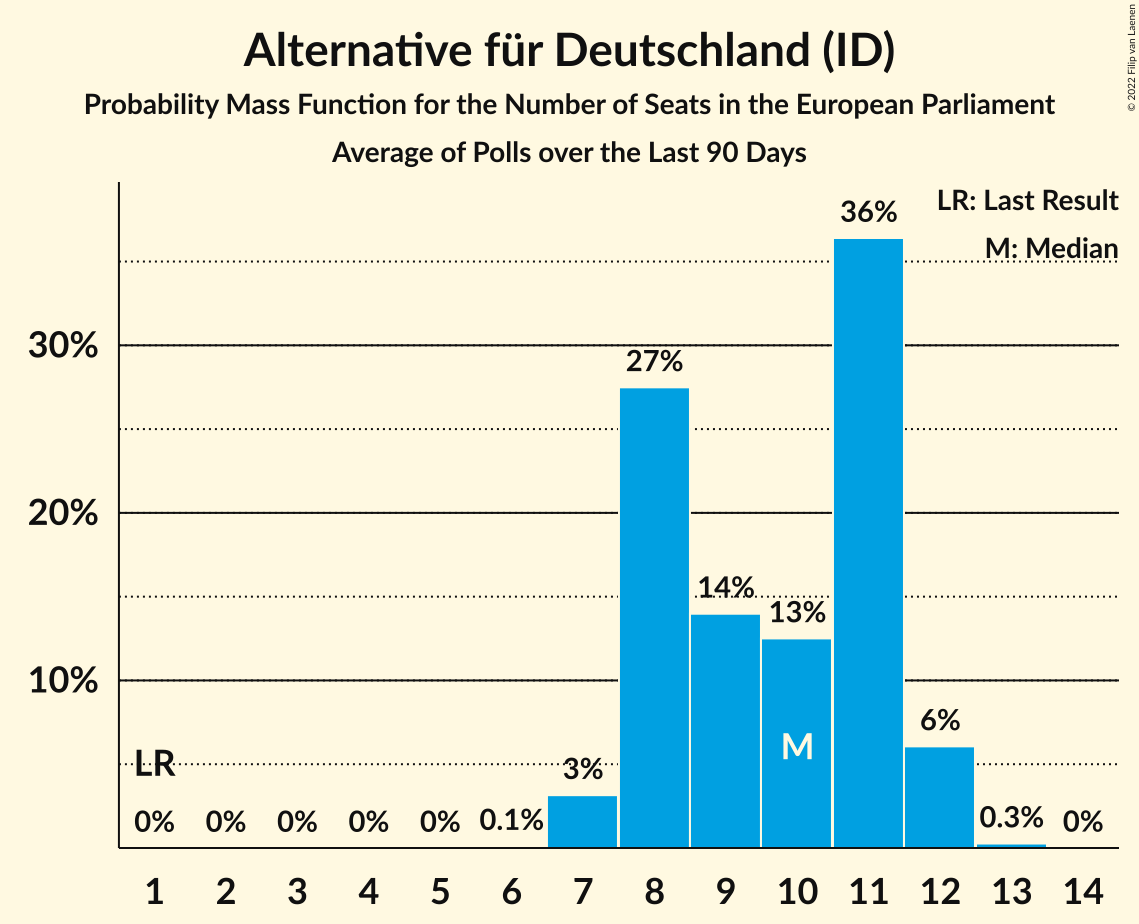 Alternative für Deutschland (ID)
Probability Mass Function for the Number of Seats in the European Parliament
Average of Polls over the Last 90 Days
© 2022 Filip van Laenen
LR: Last Result
M: Median
30%
20%
10%
LR
M
0%
0%
0%
0%
0%
0.1%
3%
27%
14%
13%
36%
6%
0.3%
0%
1 2 3 4 5 6 7 8 9 10 11 12 13 14